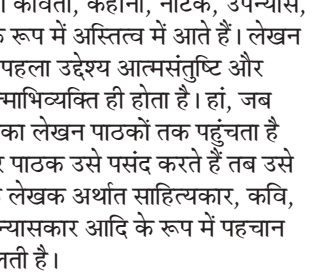 कविता, कहानी, नाटक, उपन्यास,
रूप में अस्तित्व में आते हैं। लेखन
पहला उद्देश्य आत्मसंतुष्टि और
त्माभिव्यक्ति ही होता है। हां, जब
का लेखन पाठकों तक पहुंचता है
पाठक उसे पसंद करते हैं तब उसे
लेखक अर्थात साहित्यकार, कवि,
न्यासकार आदि के रूप में पहचान
लती है।